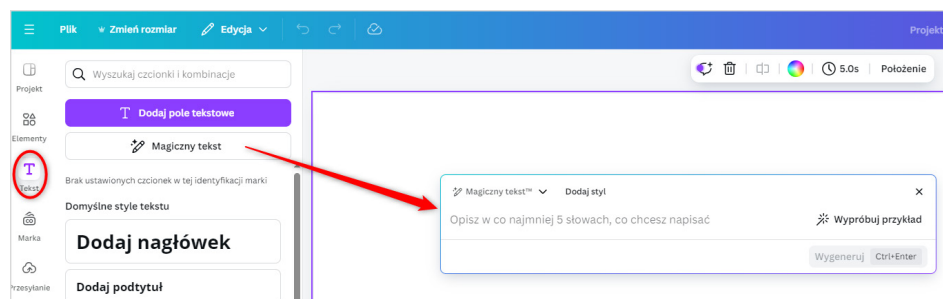 Plik Zmień rozmiar Edycja Projekt
Projekt
Elementy
Tekst
Marka
Przesyłanie
Wyszukaj czcionki i kombinacje
Dodaj pole tekstowe
Magiczny tekst
Brak ustawionych czcionek w tej identyfikacji marki
Domyślne style tekstu
Dodaj nagłówek
Dodaj podtytuł
5.0s Położenie
Magiczny tekst™ Dodaj styl
Opisz w co najmniej 5 słowach, co chcesz napisać
Wypróbuj przykład
Wygeneruj Ctrl+Enter